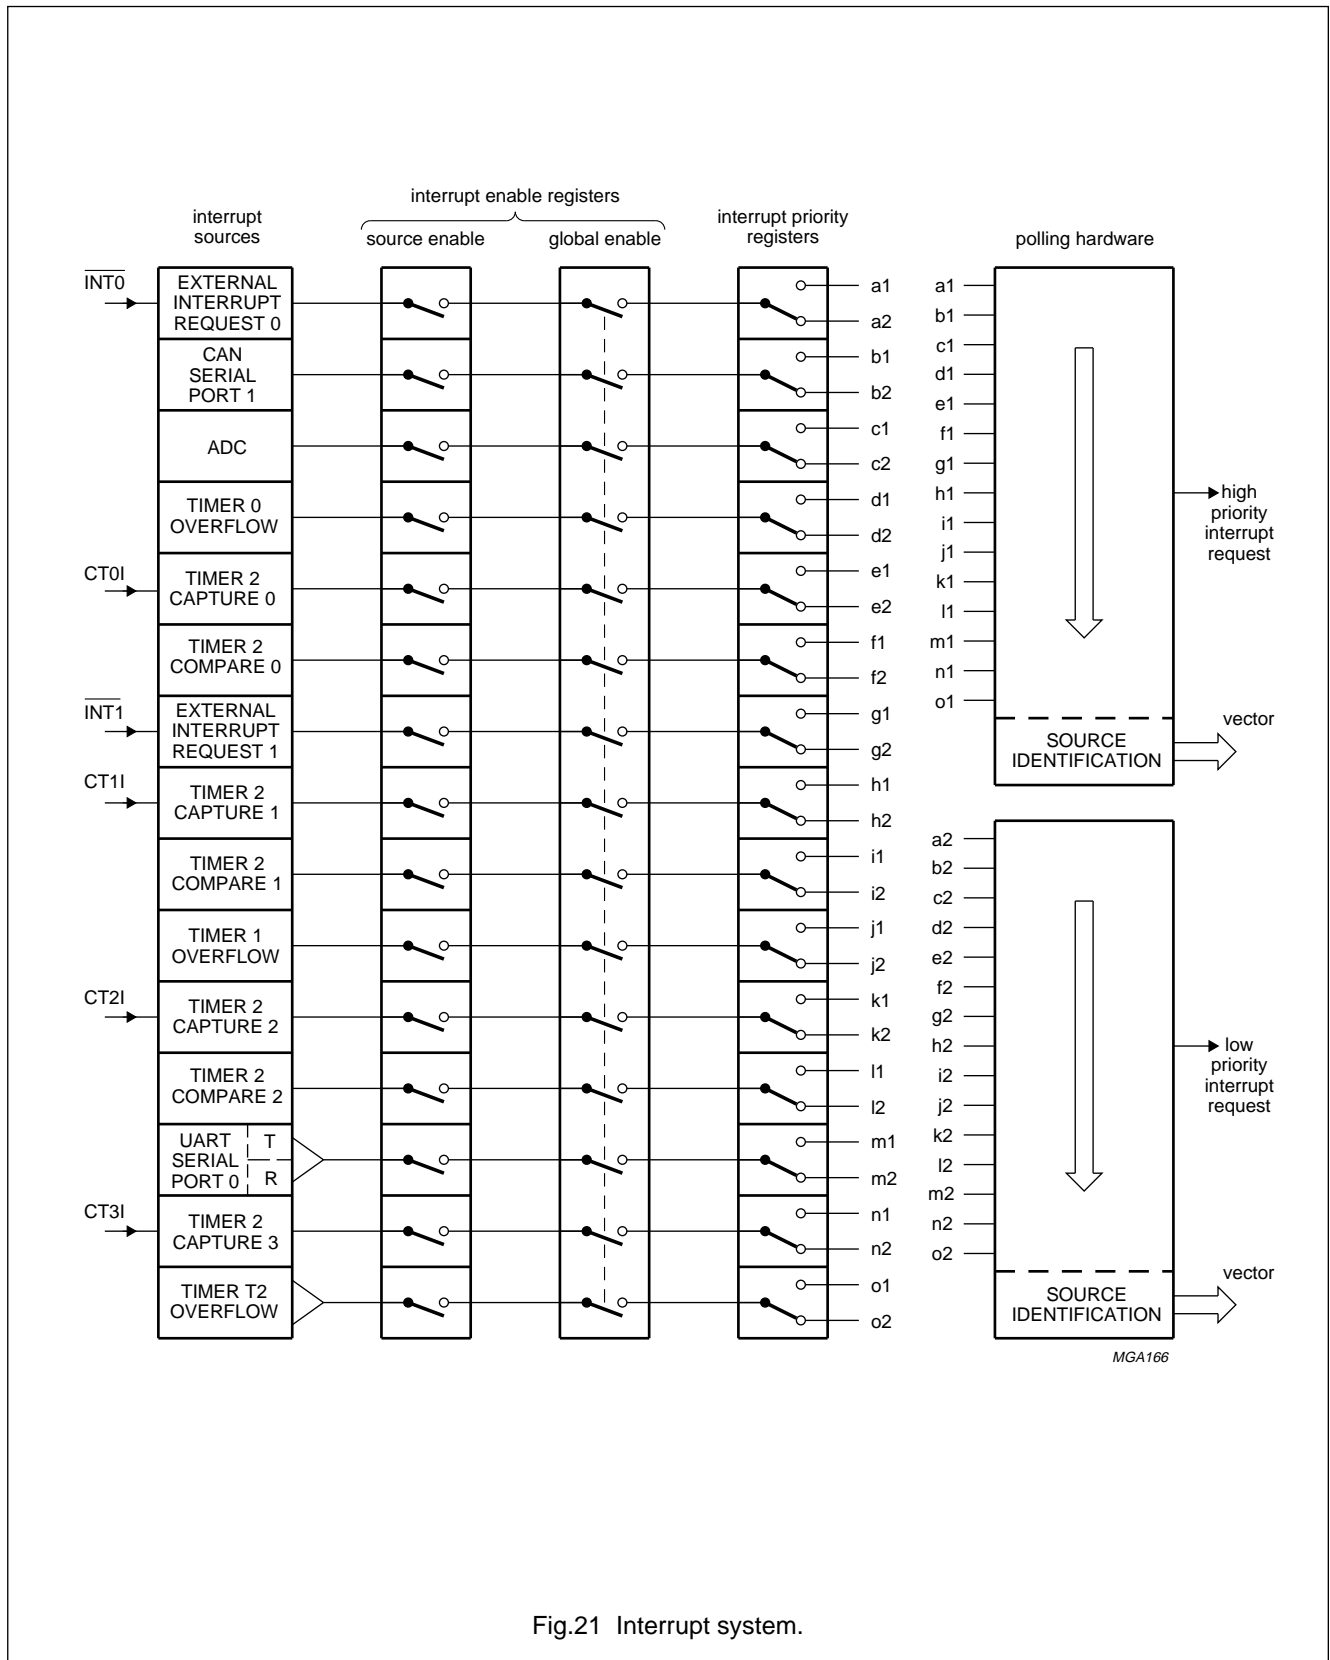 interrupt enable registers
interrupt
sources
source enable
global enable
interrupt priority
registers
polling hardware
INT0
EXTERNAL
INTERRUPT
REQUEST 0
a1
a2
CAN
SERIAL
PORT 1
b1
b2
ADC
c1
c2
TIMER 0
OVERFLOW
d1
d2
CT0I
TIMER 2
CAPTURE 0
e1
e2
TIMER 2
COMPARE 0
f1
f2
INT1
EXTERNAL
INTERRUPT
REQUEST 1
g1
g2
CT1I
TIMER 2
CAPTURE 1
h1
h2
TIMER 2
COMPARE 1
i1
i2
TIMER 1
OVERFLOW
j1
j2
CT2I
TIMER 2
CAPTURE 2
k1
k2
TIMER 2
COMPARE 2
l1
l2
UART
SERIAL
PORT 0
T
R
m1
m2
CT3I
TIMER 2
CAPTURE 3
n1
n2
TIMER T2
OVERFLOW
o1
o2
a1
b1
c1
d1
e1
f1
g1
h1
i1
j1
k1
l1
m1
n1
o1
high
priority
interrupt
request
SOURCE
IDENTIFICATION
vector
a2
b2
c2
d2
e2
f2
g2
h2
i2
j2
k2
l2
m2
n2
o2
low
priority
interrupt
request
SOURCE
IDENTIFICATION
vector
MGA166
Fig.21 Interrupt system.